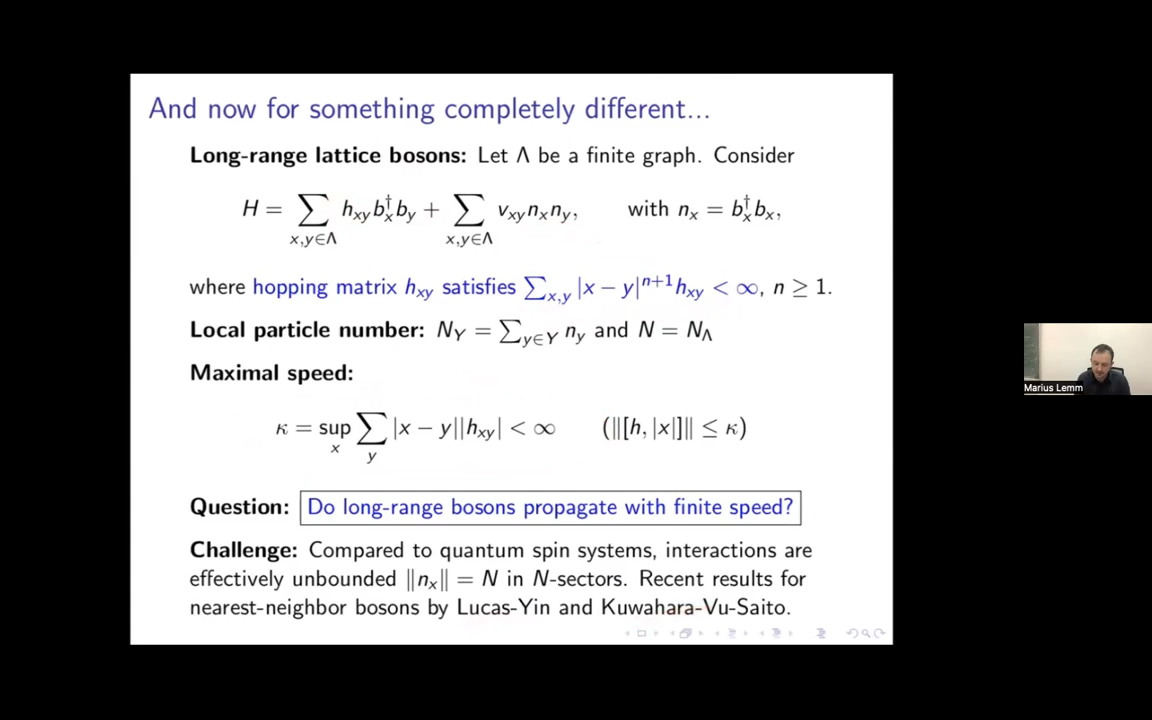 And now for something completely different...
Long-range lattice bosons: Let Λ be a finite graph. Consider
H = ∑_{x,y∈Λ} h_{xy} b_x^† b_y + ∑_{x,y∈Λ} v_{xy} n_x n_y,   with n_x = b_x^† b_x,
where hopping matrix h_{xy} satisfies ∑_{x,y} |x − y|^{n+1} h_{xy} < ∞, n ≥ 1.
Local particle number: N_Y = ∑_{y∈Y} n_y and N = N_Λ
Maximal speed:
κ = sup_x ∑_y |x − y||h_{xy}| < ∞   (‖[h, |x|]‖ ≤ κ)
Question: Do long-range bosons propagate with finite speed?
Challenge: Compared to quantum spin systems, interactions are
effectively unbounded ‖n_x‖ = N in N-sectors. Recent results for
nearest-neighbor bosons by Lucas-Yin and Kuwahara-Vu-Saito.
Marius Lemm